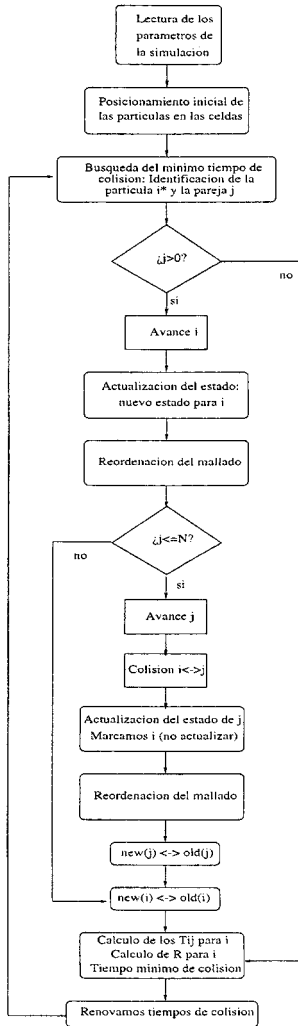 Lectura de los
parametros de
la simulacion
Posicionamiento inicial de
las particulas en las celdas
Busqueda del minimo tiempo de
colision: Identificacion de la
particula i* y la pareja j
¿j>0?
no
si
Avance i
Actualizacion del estado:
nuevo estado para i
Reordenacion del mallado
¿j<=N?
no
si
Avance j
Colision i<->j
Actualizacion del estado de j.
Marcamos i (no actualizar)
Reordenacion del mallado
new(j) <-> old(j)
new(i) <-> old(i)
Calculo de los Tij para i
Calculo de R para i
Tiempo minimo de colision
Renovamos tiempos de colision